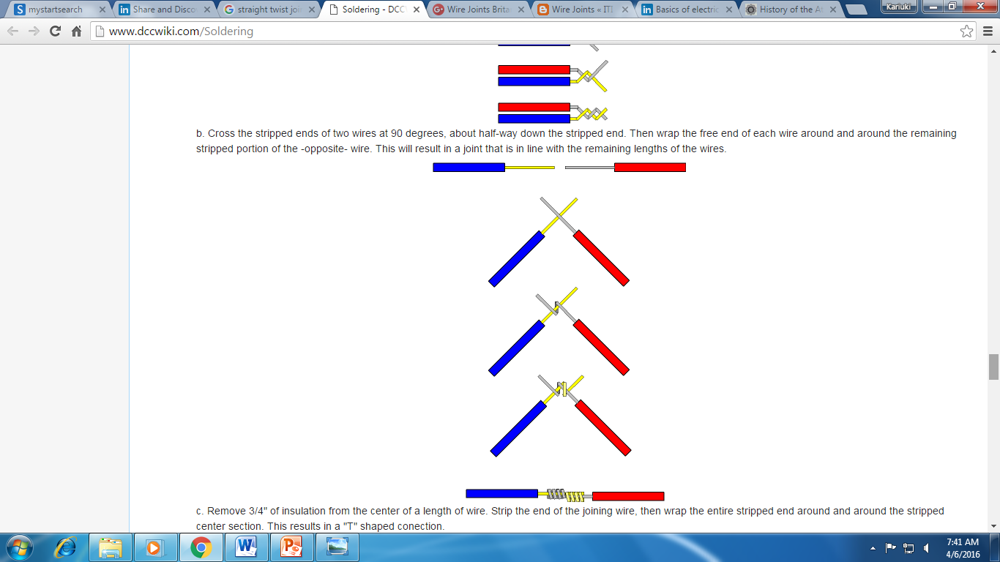 mystartsearch
Share and Disco
straight twist join
Soldering - DCCW
Wire Joints Brita
Wire Joints « ITI
Basics of electric
History of the At
Kariuki
www.dccwiki.com/Soldering
b. Cross the stripped ends of two wires at 90 degrees, about half-way down the stripped end. Then wrap the free end of each wire around and around the remaining
stripped portion of the -opposite- wire. This will result in a joint that is in line with the remaining lengths of the wires.
c. Remove 3/4" of insulation from the center of a length of wire. Strip the end of the joining wire, then wrap the entire stripped end around and around the stripped
center section. This results in a "T" shaped conection.
7:41 AM
4/6/2016